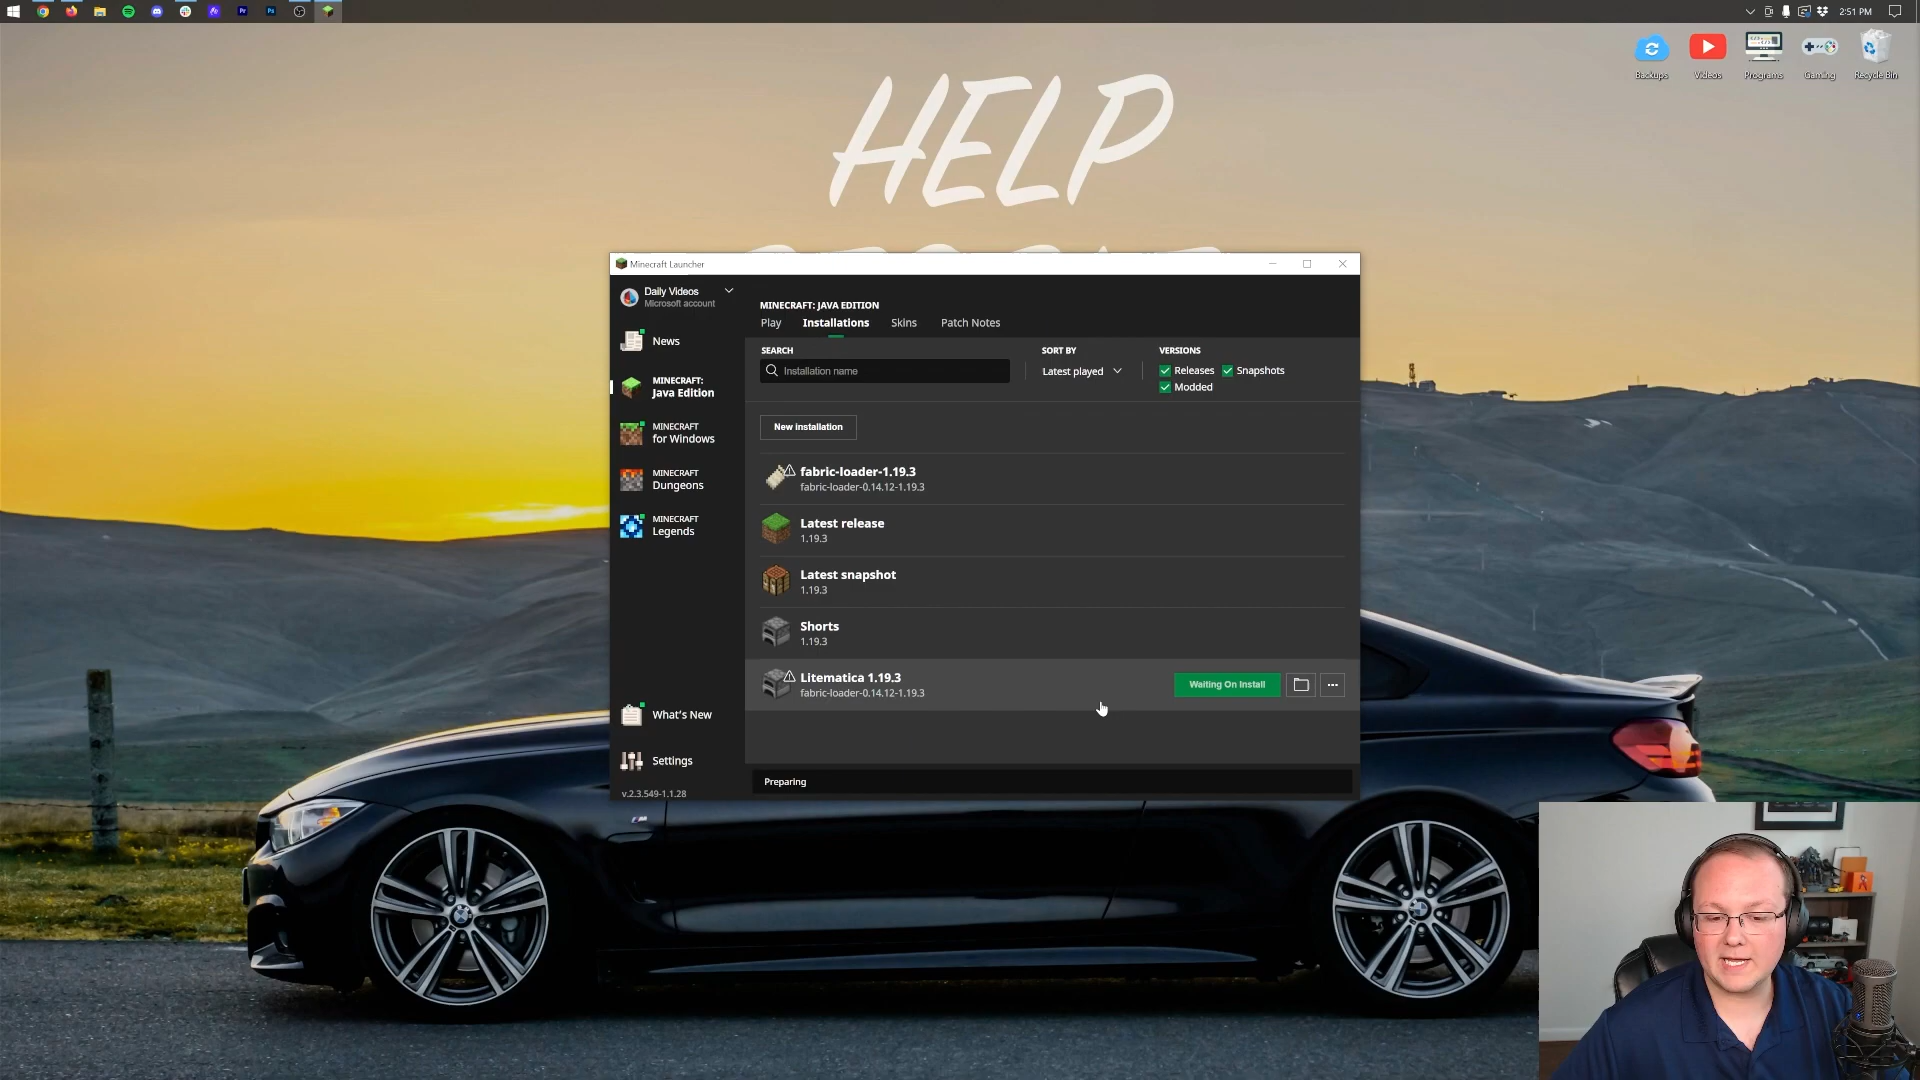 2:51 PM
Backups
Videos
Programs
Gaming
Recycle Bin
HELP
Minecraft Launcher
Daily Videos
Microsoft account
News
MINECRAFT:
Java Edition
MINECRAFT
for Windows
MINECRAFT
Dungeons
MINECRAFT
Legends
What's New
Settings
v.2.3.549-1.1.28
MINECRAFT: JAVA EDITION
Play
Installations
Skins
Patch Notes
SEARCH
Installation name
SORT BY
Latest played
VERSIONS
Releases
Snapshots
Modded
New installation
fabric-loader-1.19.3
fabric-loader-0.14.12-1.19.3
Latest release
1.19.3
Latest snapshot
1.19.3
Shorts
1.19.3
Litematica 1.19.3
fabric-loader-0.14.12-1.19.3
Waiting On Install
Preparing